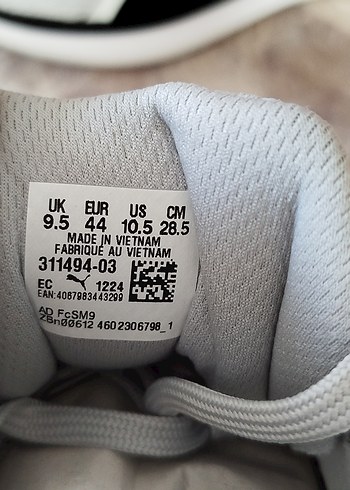 UK EUR US CM
9.5 44 10.5 28.5
MADE IN VIETNAM
FABRIQUÉ AU VIETNAM
311494-03
EC 1224
EAN:4087983443299
AD FcSM9
ZBn00612 4602306798_1